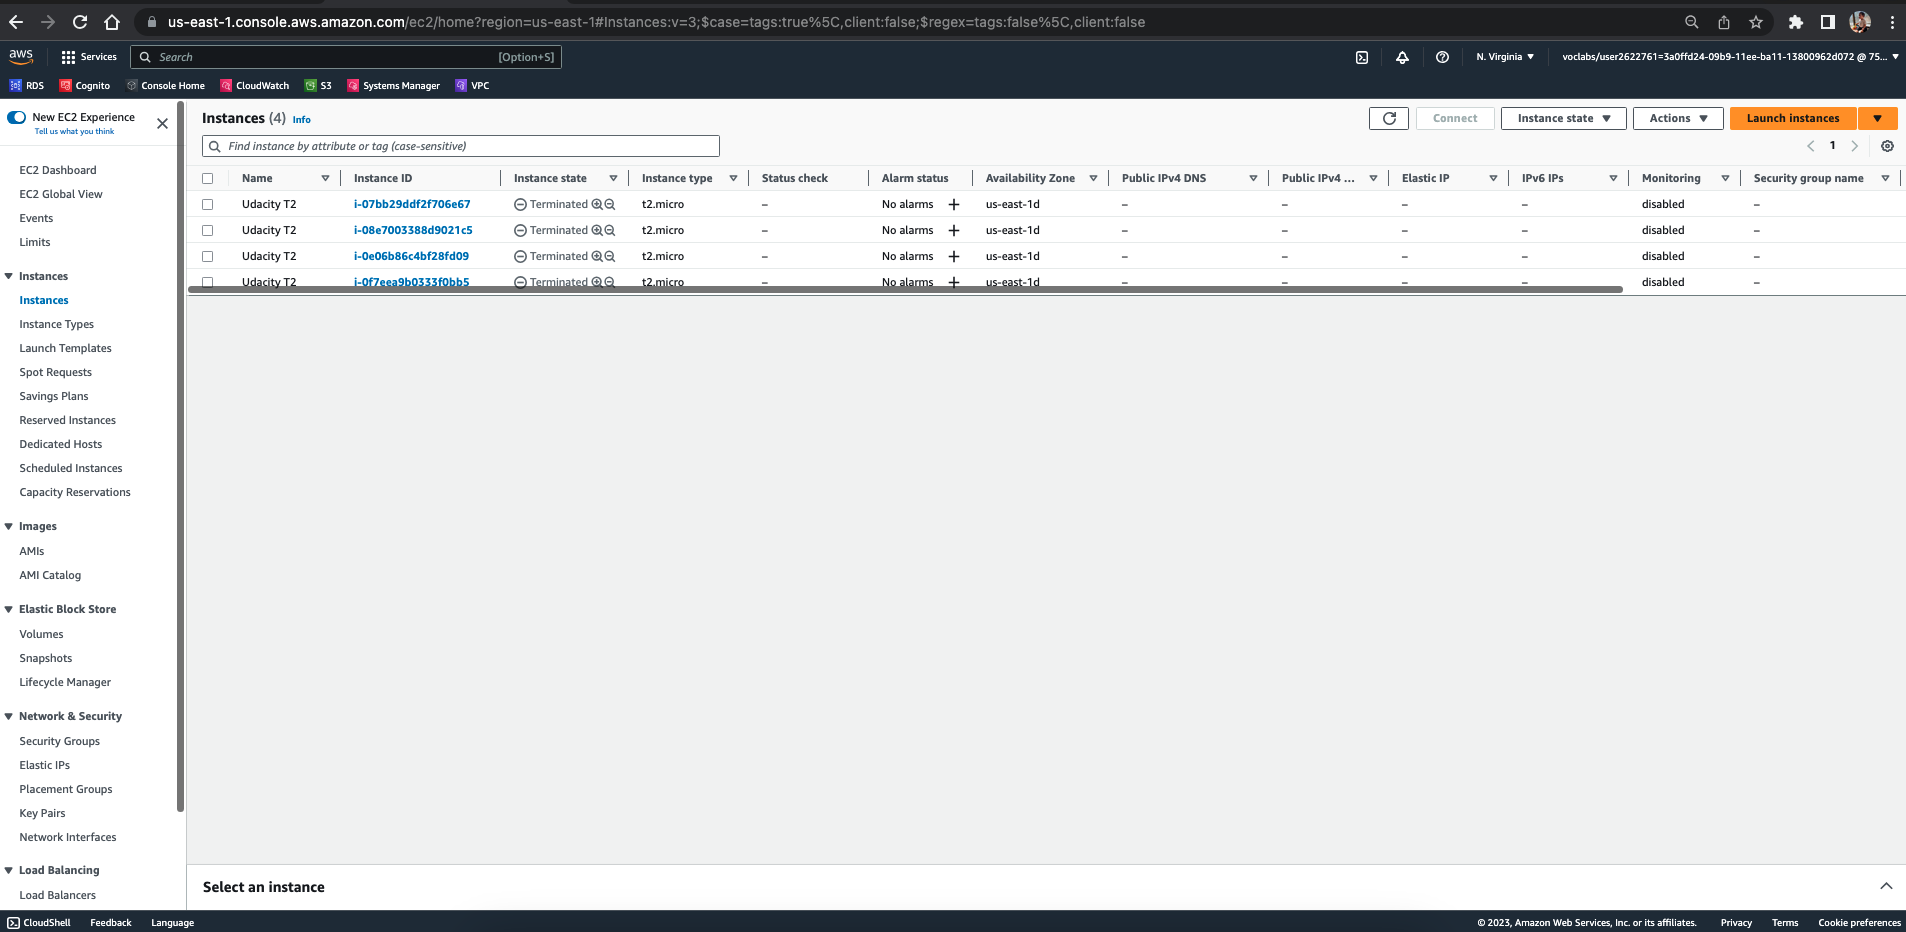 us-east-1.console.aws.amazon.com/ec2/home?region=us-east-1#Instances:v=3;$case=tags:true%5C,client:false;$regex=tags:false%5C,client:false
aws Services Search [Option+S] N. Virginia voclabs/user2622761=3a0ffd24-09b9-11ee-ba11-13800962d072 @ 75...
RDS Cognito Console Home CloudWatch S3 Systems Manager VPC
New EC2 Experience
Tell us what you think
EC2 Dashboard
EC2 Global View
Events
Limits
Instances
Instances
Instance Types
Launch Templates
Spot Requests
Savings Plans
Reserved Instances
Dedicated Hosts
Scheduled Instances
Capacity Reservations
Images
AMIs
AMI Catalog
Elastic Block Store
Volumes
Snapshots
Lifecycle Manager
Network & Security
Security Groups
Elastic IPs
Placement Groups
Key Pairs
Network Interfaces
Load Balancing
Load Balancers
Instances (4) Info Connect Instance state Actions Launch instances
Find instance by attribute or tag (case-sensitive) 1
Name Instance ID Instance state Instance type Status check Alarm status Availability Zone Public IPv4 DNS Public IPv4 ... Elastic IP IPv6 IPs Monitoring Security group name
Udacity T2 i-07bb29ddf2f706e67 Terminated t2.micro – No alarms + us-east-1d – – – – disabled –
Udacity T2 i-08e7003388d9021c5 Terminated t2.micro – No alarms + us-east-1d – – – – disabled –
Udacity T2 i-0e06b86c4bf28fd09 Terminated t2.micro – No alarms + us-east-1d – – – – disabled –
Udacity T2 i-0f7eea9b0333f0bb5 Terminated t2.micro – No alarms + us-east-1d – – – – disabled –
Select an instance
CloudShell Feedback Language © 2023, Amazon Web Services, Inc. or its affiliates. Privacy Terms Cookie preferences